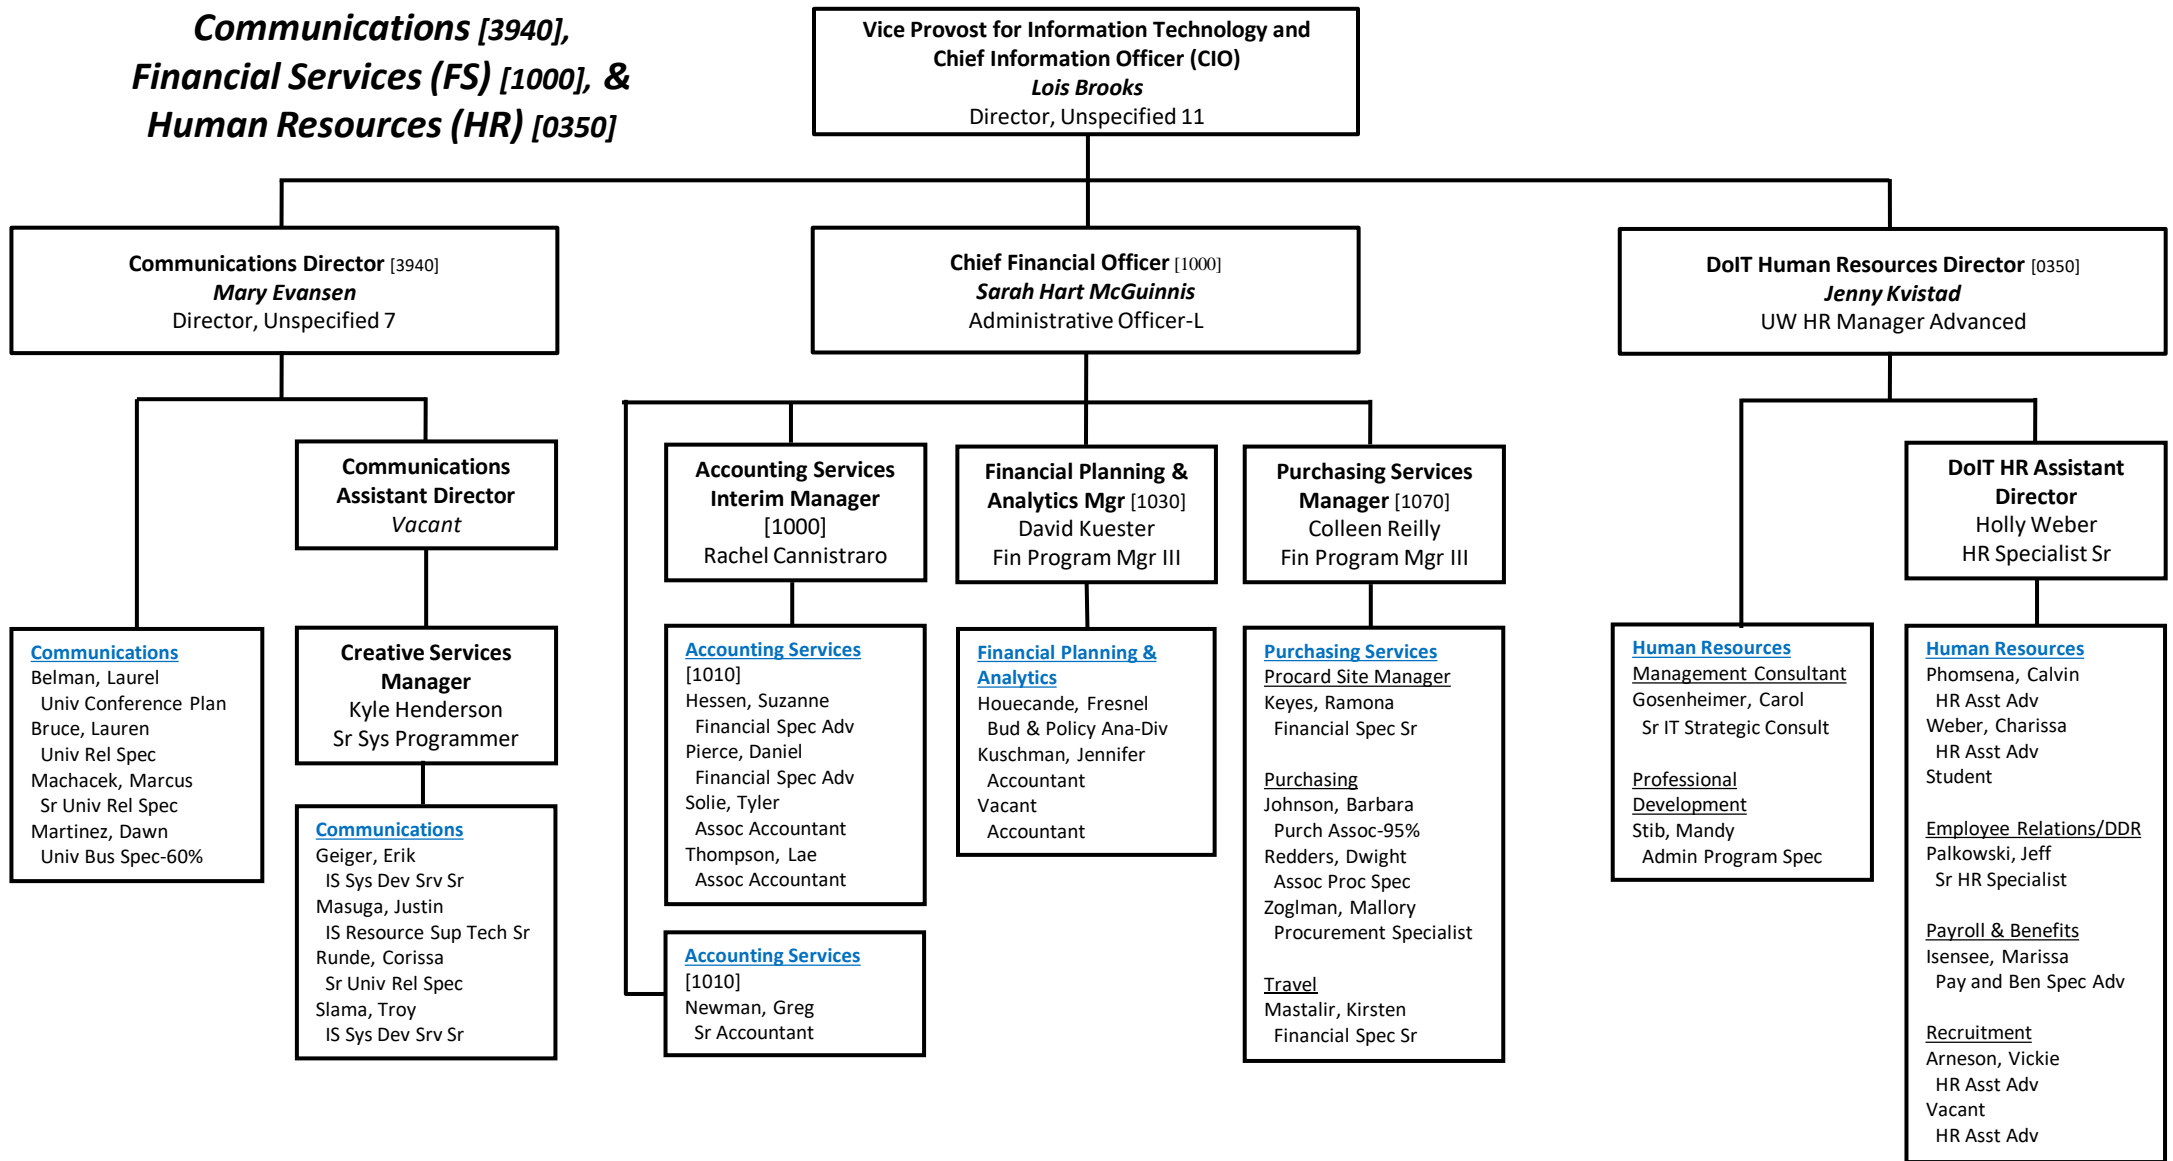 Communications [3940],
Financial Services (FS) [1000], &
Human Resources (HR) [0350]
Vice Provost for Information Technology and
Chief Information Officer (CIO)
Lois Brooks
Director, Unspecified 11
Communications Director [3940]
Mary Evansen
Director, Unspecified 7
Chief Financial Officer [1000]
Sarah Hart McGuinnis
Administrative Officer-L
DoIT Human Resources Director [0350]
Jenny Kvistad
UW HR Manager Advanced
Communications
Assistant Director
Vacant
Accounting Services
Interim Manager
[1000]
Rachel Cannistraro
Financial Planning &
Analytics Mgr [1030]
David Kuester
Fin Program Mgr III
Purchasing Services
Manager [1070]
Colleen Reilly
Fin Program Mgr III
DoIT HR Assistant
Director
Holly Weber
HR Specialist Sr
Communications
Belman, Laurel
Univ Conference Plan
Bruce, Lauren
Univ Rel Spec
Machacek, Marcus
Sr Univ Rel Spec
Martinez, Dawn
Univ Bus Spec-60%
Creative Services
Manager
Kyle Henderson
Sr Sys Programmer
Communications
Geiger, Erik
IS Sys Dev Srv Sr
Masuga, Justin
IS Resource Sup Tech Sr
Runde, Corissa
Sr Univ Rel Spec
Slama, Troy
IS Sys Dev Srv Sr
Accounting Services
[1010]
Hessen, Suzanne
Financial Spec Adv
Pierce, Daniel
Financial Spec Adv
Solie, Tyler
Assoc Accountant
Thompson, Lae
Assoc Accountant
Accounting Services
[1010]
Newman, Greg
Sr Accountant
Financial Planning &
Analytics
Houecande, Fresnel
Bud & Policy Ana-Div
Kuschman, Jennifer
Accountant
Vacant
Accountant
Purchasing Services
Procard Site Manager
Keyes, Ramona
Financial Spec Sr
Purchasing
Johnson, Barbara
Purch Assoc-95%
Redders, Dwight
Assoc Proc Spec
Zoglman, Mallory
Procurement Specialist
Travel
Mastalir, Kirsten
Financial Spec Sr
Human Resources
Management Consultant
Gosenheimer, Carol
Sr IT Strategic Consult
Professional
Development
Stib, Mandy
Admin Program Spec
Human Resources
Phomsena, Calvin
HR Asst Adv
Weber, Charissa
HR Asst Adv
Student
Employee Relations/DDR
Palkowski, Jeff
Sr HR Specialist
Payroll & Benefits
Isensee, Marissa
Pay and Ben Spec Adv
Recruitment
Arneson, Vickie
HR Asst Adv
Vacant
HR Asst Adv